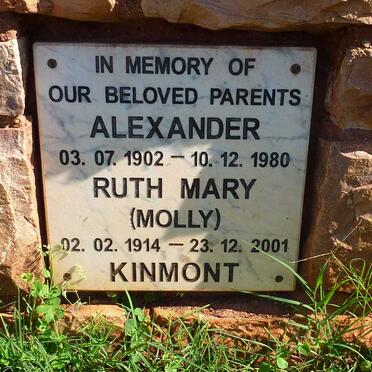 IN MEMORY OF
OUR BELOVED PARENTS
ALEXANDER
03. 07. 1902 – 10. 12. 1980
RUTH MARY
(MOLLY)
02. 02. 1914 – 23. 12. 2001
KINMONT